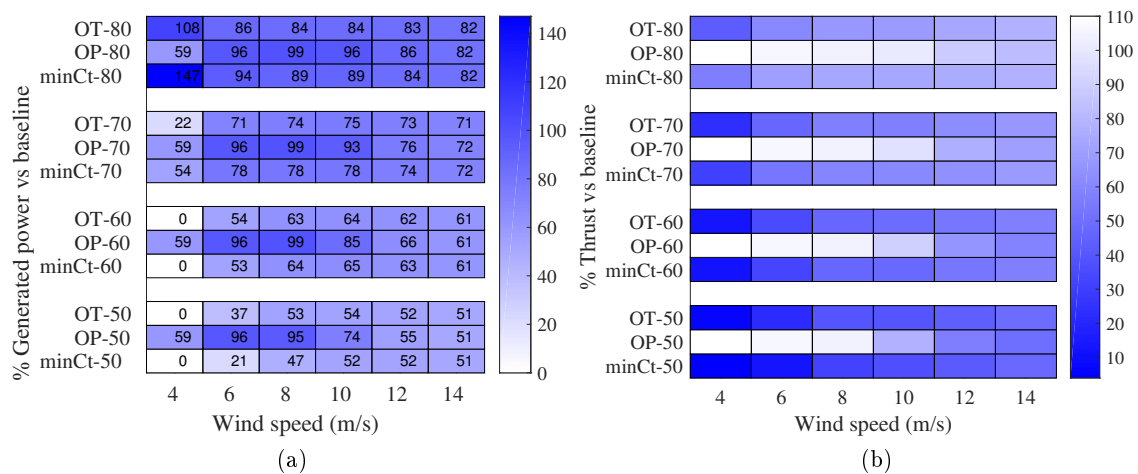 % Generated power vs baseline
OT-80 108 86 84 84 83 82
OP-80 59 96 99 96 86 82
minCt-80 147 94 89 89 84 82
OT-70 22 71 74 75 73 71
OP-70 59 96 99 93 76 72
minCt-70 54 78 78 78 74 72
OT-60 0 54 63 64 62 61
OP-60 59 96 99 85 66 61
minCt-60 0 53 64 65 63 61
OT-50 0 37 53 54 52 51
OP-50 59 96 95 74 55 51
minCt-50 0 21 47 52 52 51
4 6 8 10 12 14
Wind speed (m/s)
140
120
100
80
60
40
20
0
(a)
% Thrust vs baseline
OT-80
OP-80
minCt-80
OT-70
OP-70
minCt-70
OT-60
OP-60
minCt-60
OT-50
OP-50
minCt-50
4 6 8 10 12 14
Wind speed (m/s)
110
100
90
80
70
60
50
40
30
20
10
(b)